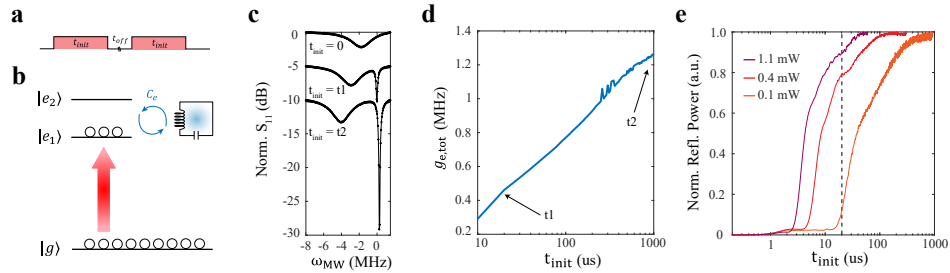 a
t_init t_off t_init
b
|e₂⟩
C_e
|e₁⟩
|g⟩
c
Norm. S₁₁ (dB)
0
-5
-10
-15
-20
-25
-30
t_init = 0
t_init = t1
t_init = t2
-8 -6 -4 -2 0
ω_MW (MHz)
d
g_e,tot (MHz)
1.4
1.2
1
0.8
0.6
0.4
0.2
t1
t2
10 100 1000
t_init (us)
e
Norm. Refl. Power (a.u.)
1.0
0.8
0.6
0.4
0.2
0
1.1 mW
0.4 mW
0.1 mW
1 10 100 1000
t_init (us)